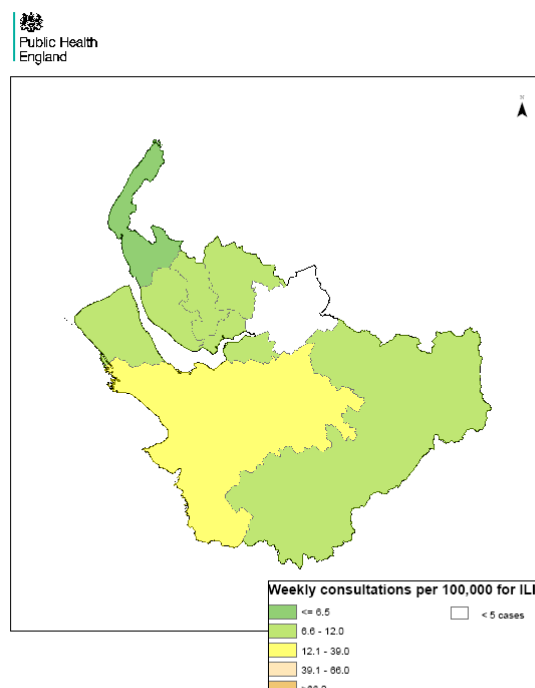 Public Health
England
N
Weekly consultations per 100,000 for ILI
<= 6.5
< 5 cases
6.6 - 12.0
12.1 - 39.0
39.1 - 66.0